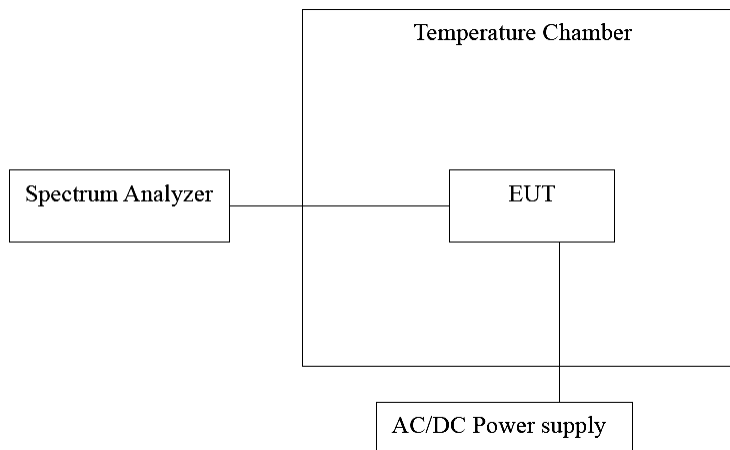 Temperature Chamber
Spectrum Analyzer
EUT
AC/DC Power supply